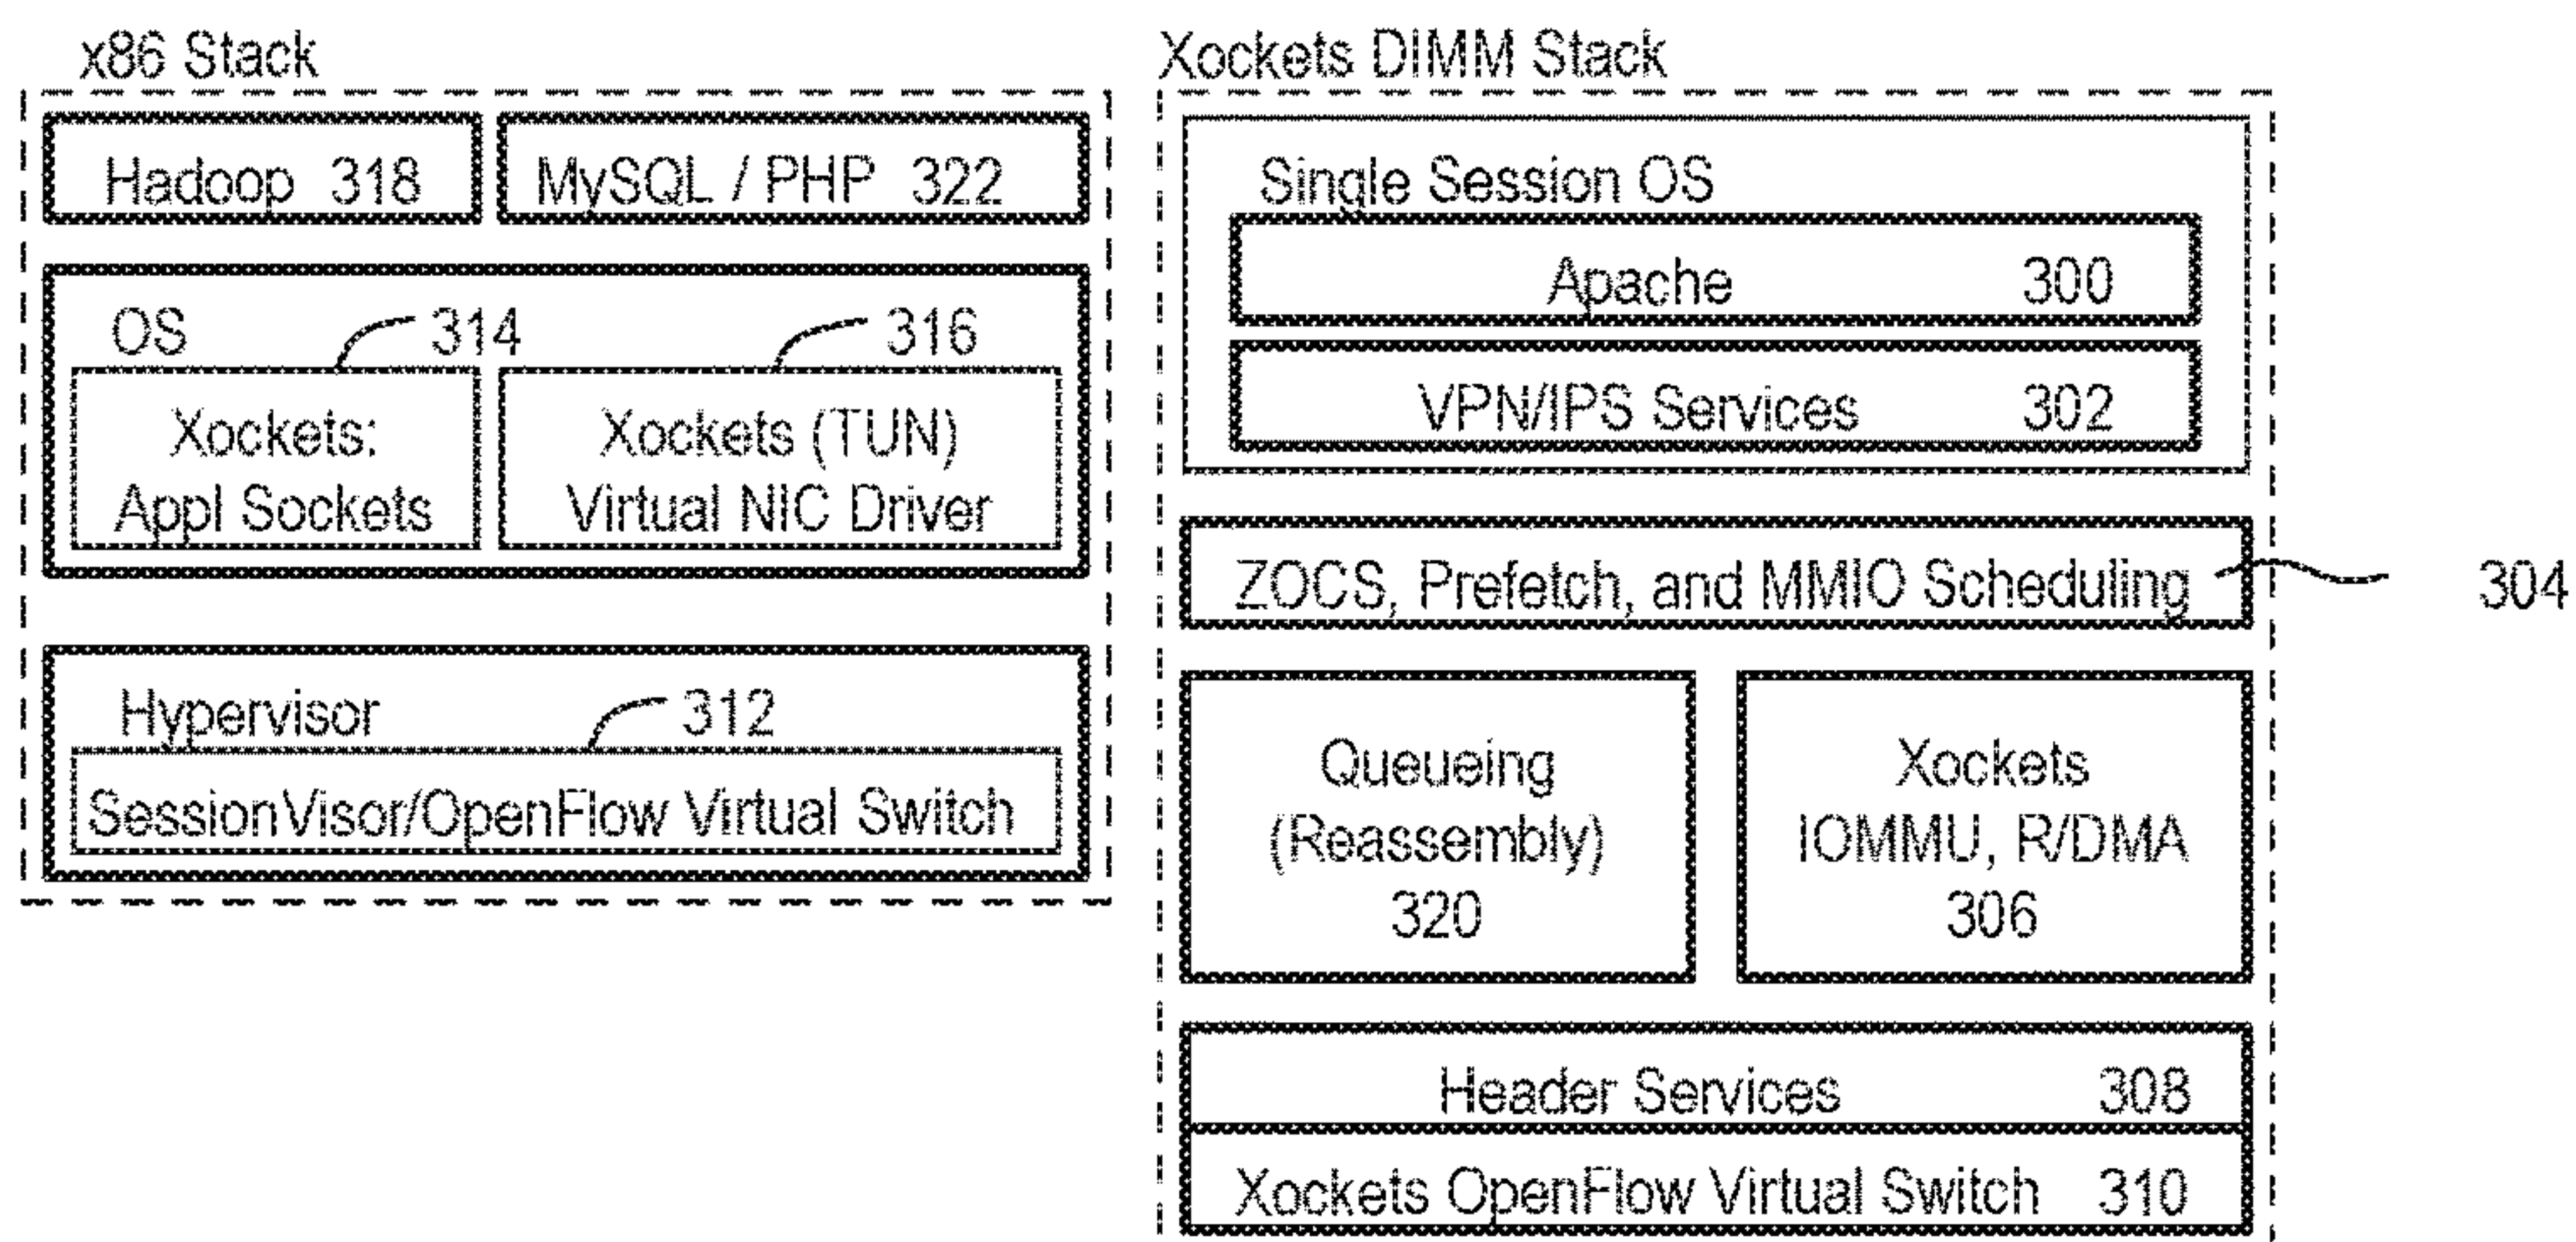 x86 Stack
Hadoop 318
MySQL / PHP 322
OS
314
316
Xockets:
Appl Sockets
Xockets (TUN)
Virtual NIC Driver
Hypervisor
312
SessionVisor/OpenFlow Virtual Switch
Xockets DIMM Stack
Single Session OS
Apache 300
VPN/IPS Services 302
ZOCS, Prefetch, and MMIO Scheduling
304
Queueing
(Reassembly)
320
Xockets
IOMMU, R/DMA
306
Header Services 308
Xockets OpenFlow Virtual Switch 310